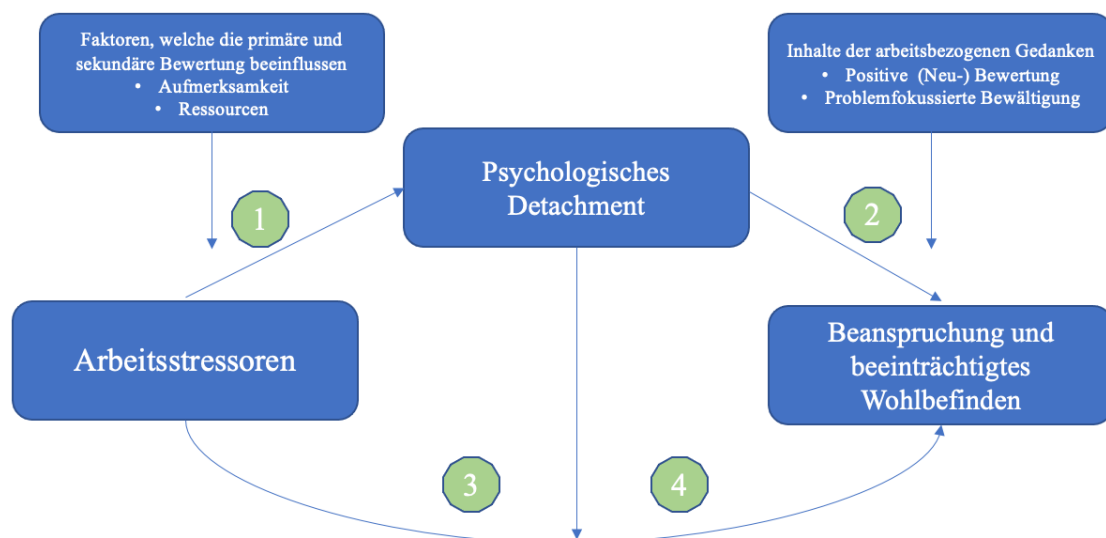 Faktoren, welche die primäre und
sekundäre Bewertung beeinflussen
• Aufmerksamkeit
• Ressourcen
Inhalte der arbeitsbezogenen Gedanken
• Positive (Neu-) Bewertung
• Problemfokussierte Bewältigung
Psychologisches
Detachment
1
2
Arbeitsstressoren
Beanspruchung und
beeinträchtigtes
Wohlbefinden
3
4